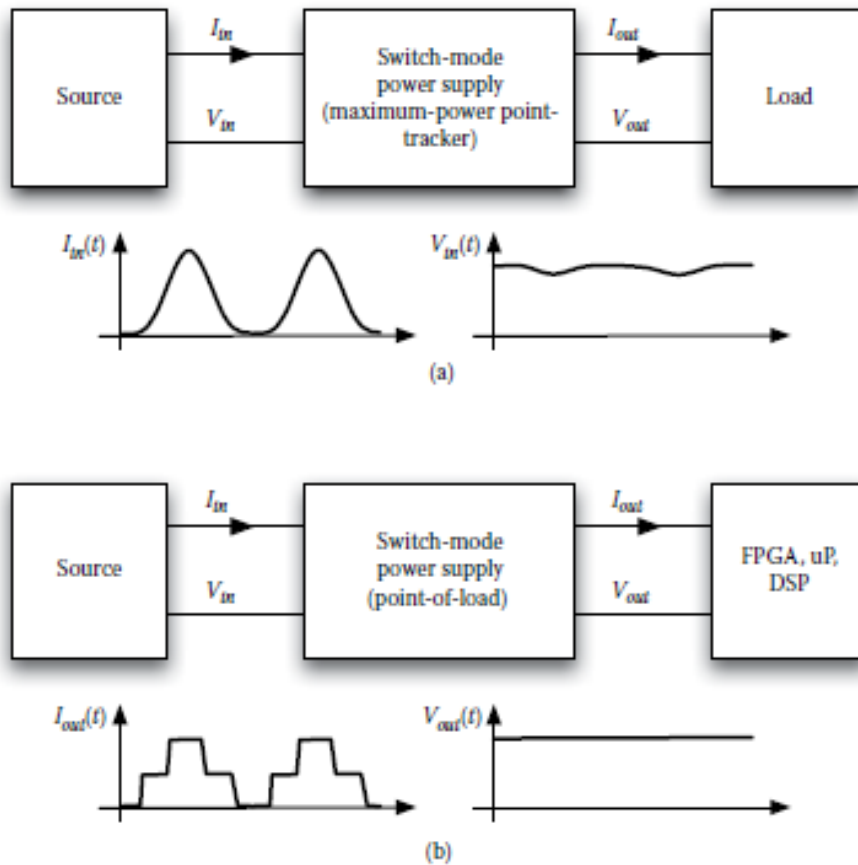 I_in
I_out
Source
Switch-mode
power supply
(maximum-power point-
tracker)
Load
V_in
V_out
I_in(t)
V_in(t)
(a)
I_in
I_out
Source
Switch-mode
power supply
(point-of-load)
FPGA, uP,
DSP
V_in
V_out
I_out(t)
V_out(t)
(b)